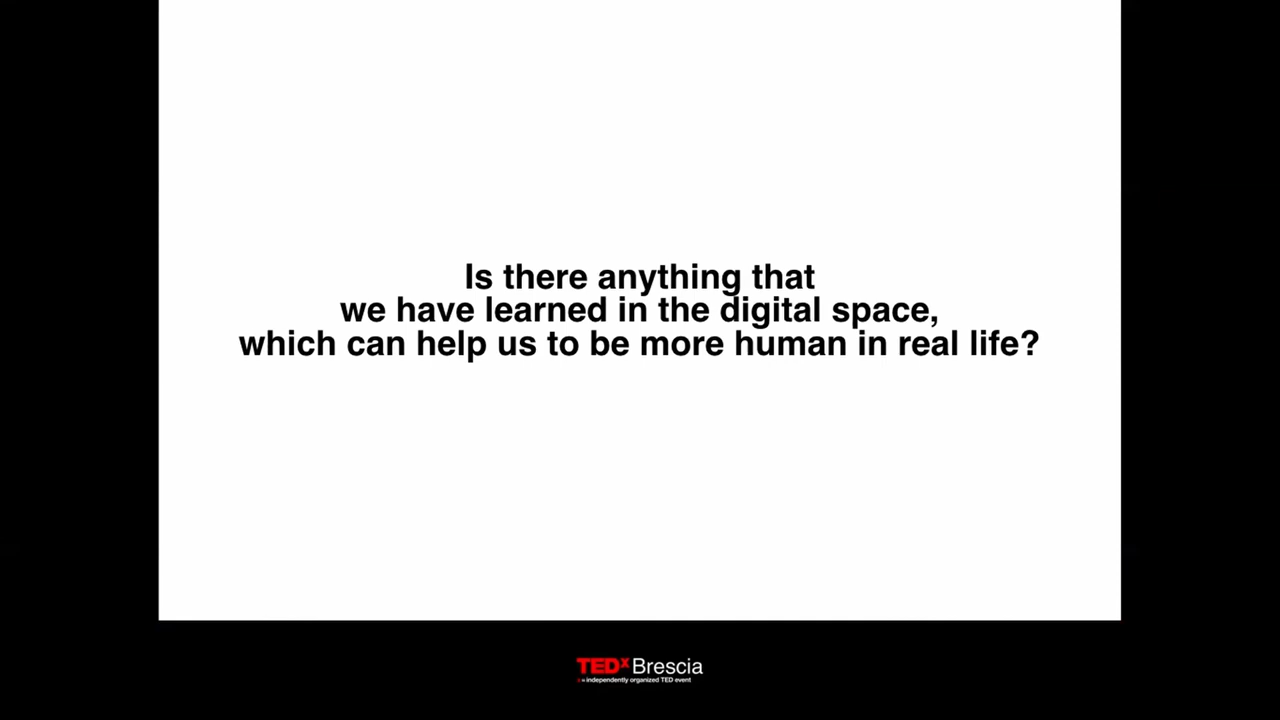 Is there anything that
we have learned in the digital space,
which can help us to be more human in real life?
TEDx Brescia
x = independently organized TED event